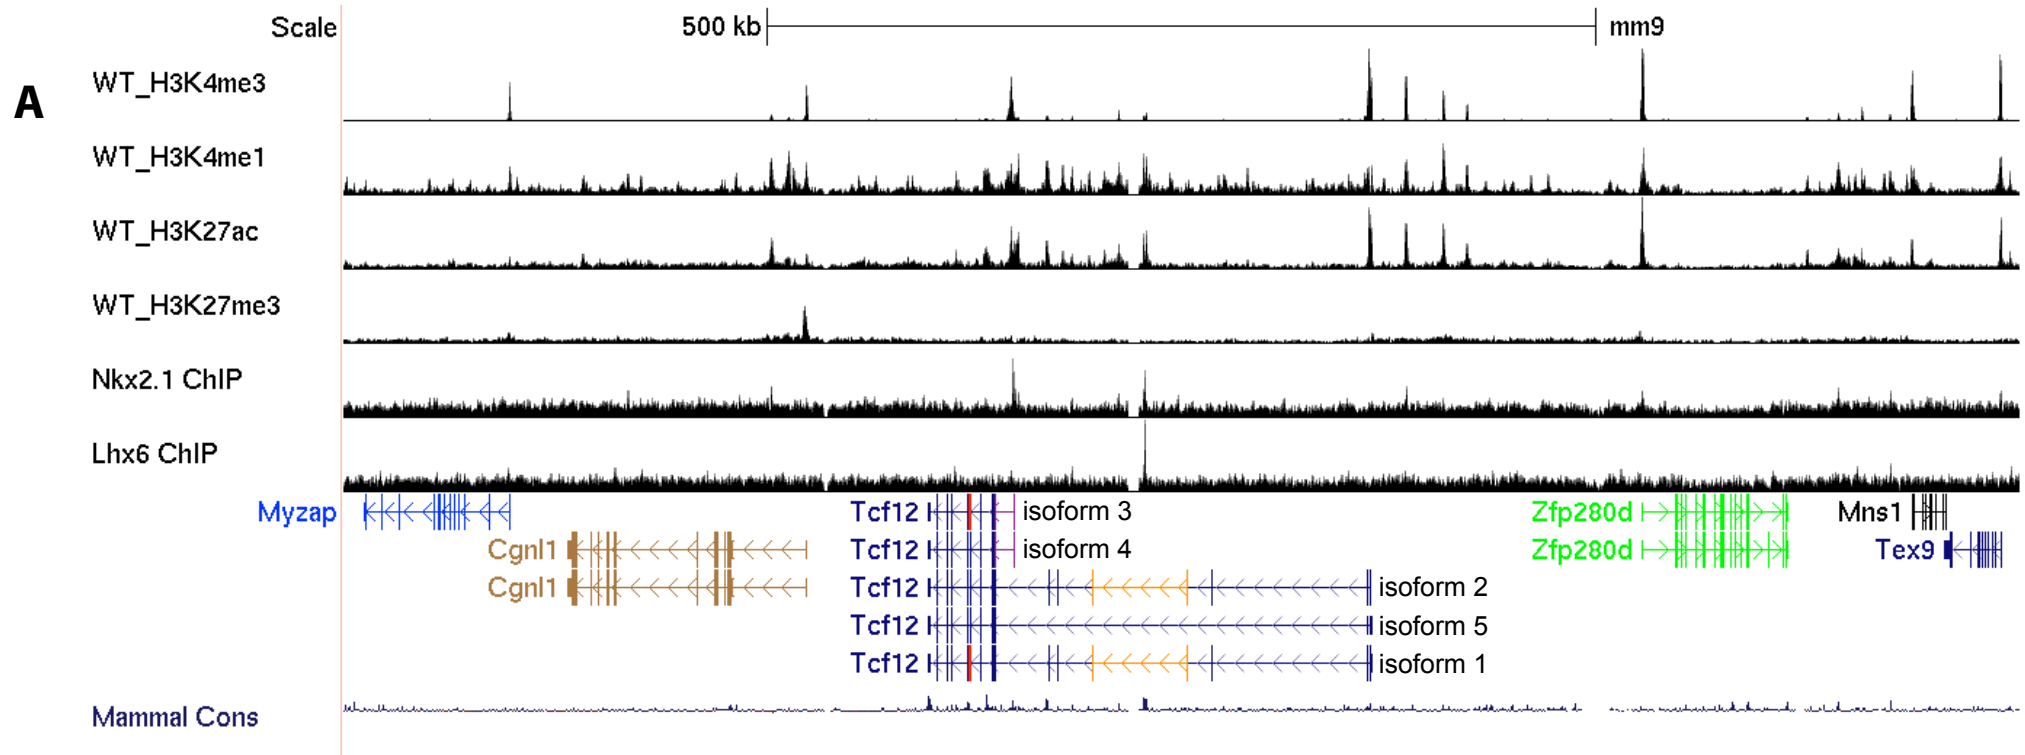 Scale 500 kb mm9
A
WT_H3K4me3
WT_H3K4me1
WT_H3K27ac
WT_H3K27me3
Nkx2.1 ChIP
Lhx6 ChIP
Myzap Tcf12 isoform 3 Zfp280d Mns1
Cgnl1 Tcf12 isoform 4 Zfp280d Tex9
Cgnl1 Tcf12 isoform 2
Tcf12 isoform 5
Tcf12 isoform 1
Mammal Cons